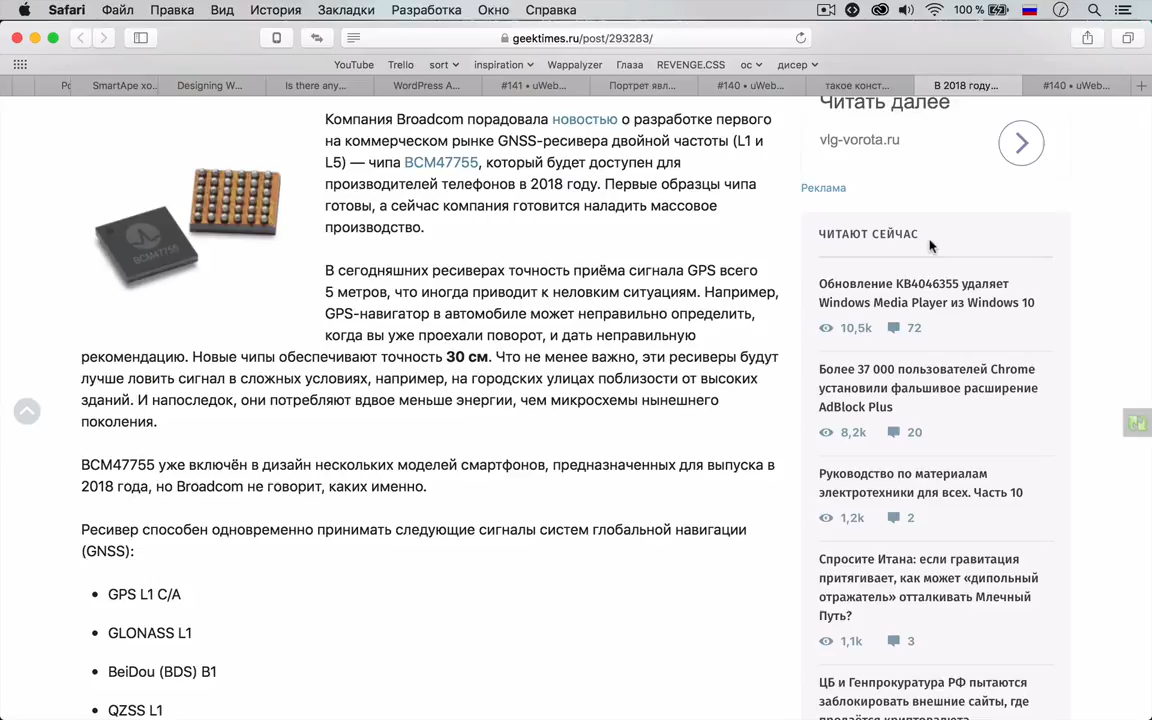 Safari Файл Правка Вид История Закладки Разработка Окно Справка 100 %
geektimes.ru/post/293283/
YouTube Trello sort inspiration Wappalyzer Глаза REVENGE.CSS ос дисер
SmartApe хо... Designing W... Is there any... WordPress A... #141 – uWeb... Портрет явл... #140 – uWeb... такое конст... В 2018 году... #140 – uWeb...
Компания Broadcom порадовала новостью о разработке первого
на коммерческом рынке GNSS-ресивера двойной частоты (L1 и
L5) — чипа BCM47755, который будет доступен для
производителей телефонов в 2018 году. Первые образцы чипа
готовы, а сейчас компания готовится наладить массовое
производство.
BCM47755
В сегодняшних ресиверах точность приёма сигнала GPS всего
5 метров, что иногда приводит к неловким ситуациям. Например,
GPS-навигатор в автомобиле может неправильно определить,
когда вы уже проехали поворот, и дать неправильную
рекомендацию. Новые чипы обеспечивают точность 30 см. Что не менее важно, эти ресиверы будут
лучше ловить сигнал в сложных условиях, например, на городских улицах поблизости от высоких
зданий. И напоследок, они потребляют вдвое меньше энергии, чем микросхемы нынешнего
поколения.
BCM47755 уже включён в дизайн нескольких моделей смартфонов, предназначенных для выпуска в
2018 года, но Broadcom не говорит, каких именно.
Ресивер способен одновременно принимать следующие сигналы систем глобальной навигации
(GNSS):
• GPS L1 C/A
• GLONASS L1
• BeiDou (BDS) B1
• QZSS L1
Читать далее
vlg-vorota.ru
Реклама
ЧИТАЮТ СЕЙЧАС
Обновление KB4046355 удаляет
Windows Media Player из Windows 10
10,5k 72
Более 37 000 пользователей Chrome
установили фальшивое расширение
AdBlock Plus
8,2k 20
Руководство по материалам
электротехники для всех. Часть 10
1,2k 2
Спросите Итана: если гравитация
притягивает, как может «дипольный
отражатель» отталкивать Млечный
Путь?
1,1k 3
ЦБ и Генпрокуратура РФ пытаются
заблокировать внешние сайты, где
продаётся криптовалюта